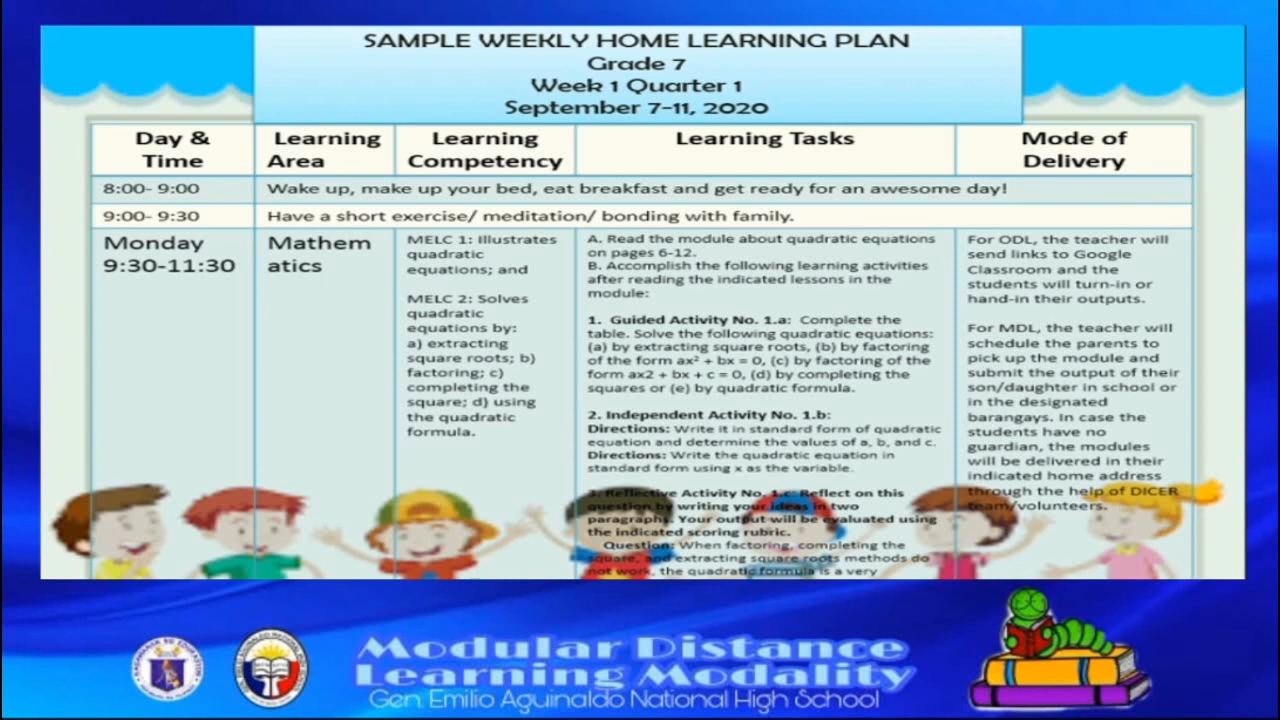 SAMPLE WEEKLY HOME LEARNING PLAN
Grade 7
Week 1 Quarter 1
September 7-11, 2020
Day &
Time
Learning
Area
Learning
Competency
Learning Tasks
Mode of
Delivery
8:00- 9:00
Wake up, make up your bed, eat breakfast and get ready for an awesome day!
9:00- 9:30
Have a short exercise/ meditation/ bonding with family.
Monday
9:30-11:30
Mathem
atics
MELC 1: Illustrates
quadratic
equations; and
MELC 2: Solves
quadratic
equations by:
a) extracting
square roots; b)
factoring; c)
completing the
square; d) using
the quadratic
formula.
A. Read the module about quadratic equations
on pages 6-12.
B. Accomplish the following learning activities
after reading the indicated lessons in the
module:
1. Guided Activity No. 1.a: Complete the
table. Solve the following quadratic equations:
(a) by extracting square roots, (b) by factoring
of the form ax² + bx = 0, (c) by factoring of the
form ax2 + bx + c = 0, (d) by completing the
squares or (e) by quadratic formula.
2. Independent Activity No. 1.b:
Directions: Write it in standard form of quadratic
equation and determine the values of a, b, and c.
Directions: Write the quadratic equation in
standard form using x as the variable.
3. Reflective Activity No. 1.c: Reflect on this
question by writing your ideas in two
paragraphs. Your output will be evaluated using
the indicated scoring rubric.
Question: When factoring, completing the
square, and extracting square roots methods do
not work, the quadratic formula is a very
For ODL, the teacher will
send links to Google
Classroom and the
students will turn-in or
hand-in their outputs.
For MDL, the teacher will
schedule the parents to
pick up the module and
submit the output of their
son/daughter in school or
in the designated
barangays. In case the
students have no
guardian, the modules
will be delivered in their
indicated home address
through the help of DICER
team/volunteers.
Modular Distance
Learning Modality
Gen. Emilio Aguinaldo National High School